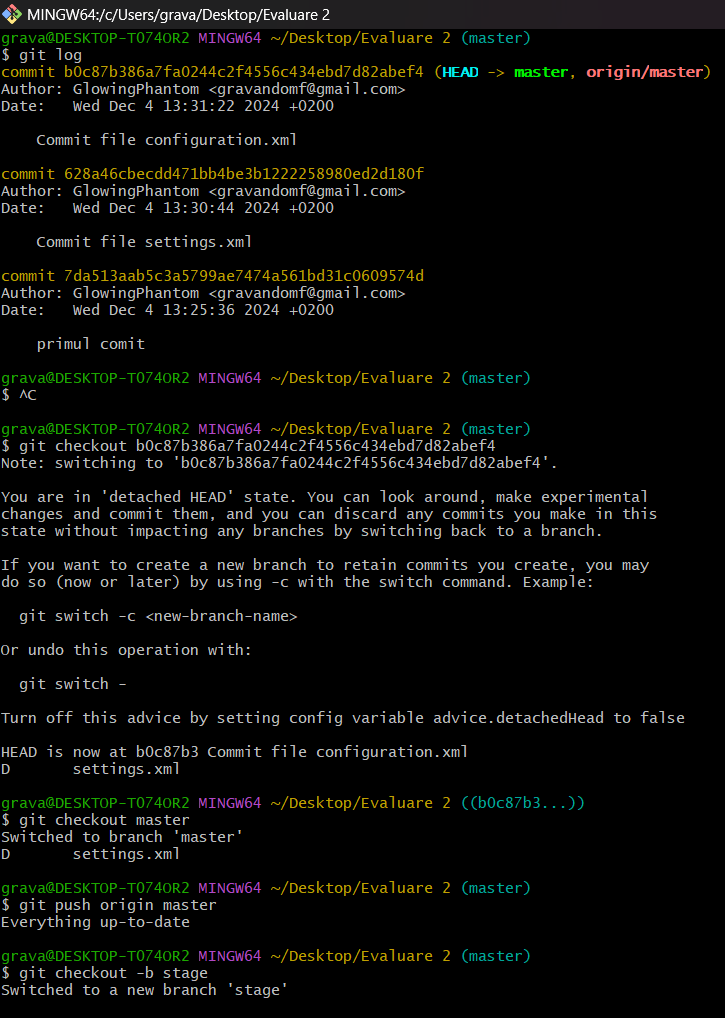 MINGW64:/c/Users/grava/Desktop/Evaluare 2
grava@DESKTOP-T074OR2 MINGW64 ~/Desktop/Evaluare 2 (master)
$ git log
commit b0c87b386a7fa0244c2f4556c434ebd7d82abef4 (HEAD -> master, origin/master)
Author: GlowingPhantom <gravandomf@gmail.com>
Date:   Wed Dec 4 13:31:22 2024 +0200

    Commit file configuration.xml

commit 628a46cbecdd471bb4be3b1222258980ed2d180f
Author: GlowingPhantom <gravandomf@gmail.com>
Date:   Wed Dec 4 13:30:44 2024 +0200

    Commit file settings.xml

commit 7da513aab5c3a5799ae7474a561bd31c0609574d
Author: GlowingPhantom <gravandomf@gmail.com>
Date:   Wed Dec 4 13:25:36 2024 +0200

    primul comit

grava@DESKTOP-T074OR2 MINGW64 ~/Desktop/Evaluare 2 (master)
$ ^C

grava@DESKTOP-T074OR2 MINGW64 ~/Desktop/Evaluare 2 (master)
$ git checkout b0c87b386a7fa0244c2f4556c434ebd7d82abef4
Note: switching to 'b0c87b386a7fa0244c2f4556c434ebd7d82abef4'.

You are in 'detached HEAD' state. You can look around, make experimental
changes and commit them, and you can discard any commits you make in this
state without impacting any branches by switching back to a branch.

If you want to create a new branch to retain commits you create, you may
do so (now or later) by using -c with the switch command. Example:

  git switch -c <new-branch-name>

Or undo this operation with:

  git switch -

Turn off this advice by setting config variable advice.detachedHead to false

HEAD is now at b0c87b3 Commit file configuration.xml
D       settings.xml

grava@DESKTOP-T074OR2 MINGW64 ~/Desktop/Evaluare 2 ((b0c87b3...))
$ git checkout master
Switched to branch 'master'
D       settings.xml

grava@DESKTOP-T074OR2 MINGW64 ~/Desktop/Evaluare 2 (master)
$ git push origin master
Everything up-to-date

grava@DESKTOP-T074OR2 MINGW64 ~/Desktop/Evaluare 2 (master)
$ git checkout -b stage
Switched to a new branch 'stage'